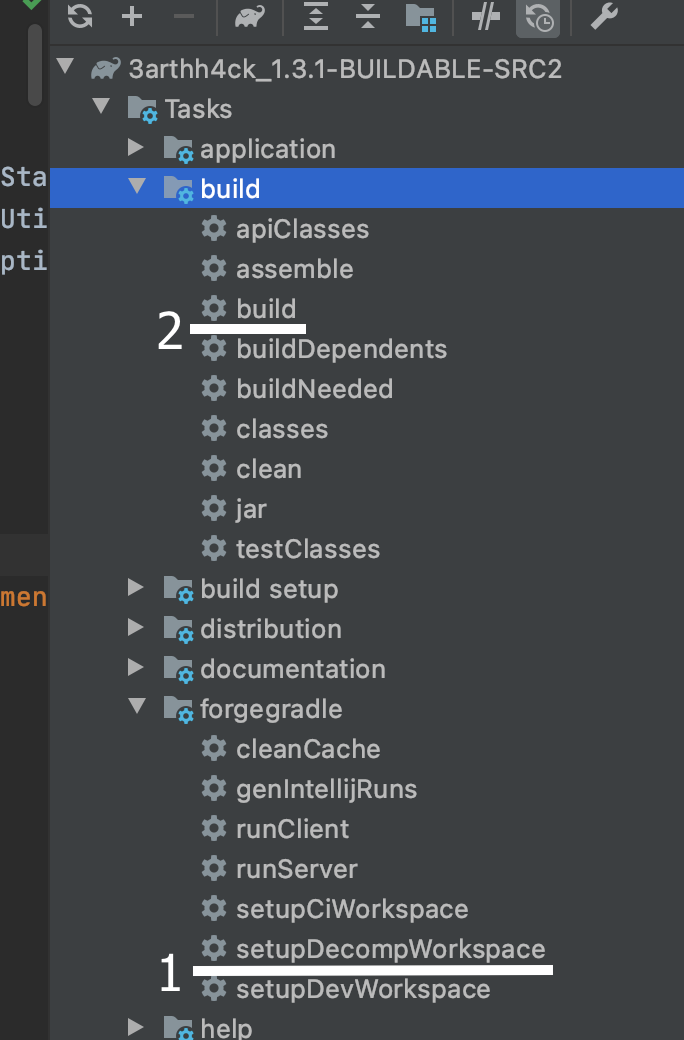 3arthh4ck_1.3.1-BUILDABLE-SRC2
Tasks
application
Sta
build
Uti
apiClasses
pti
assemble
build
2
buildDependents
buildNeeded
classes
clean
jar
testClasses
build setup
men
distribution
documentation
forgegradle
cleanCache
genIntellijRuns
runClient
runServer
setupCiWorkspace
setupDecompWorkspace
1
setupDevWorkspace
help